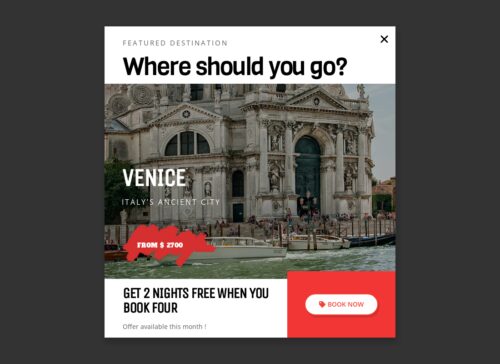 FEATURED DESTINATION
Where should you go?
VENICE
ITALY'S ANCIENT CITY
FROM $ 2700
GET 2 NIGHTS FREE WHEN YOU
BOOK FOUR
Offer available this month !
BOOK NOW